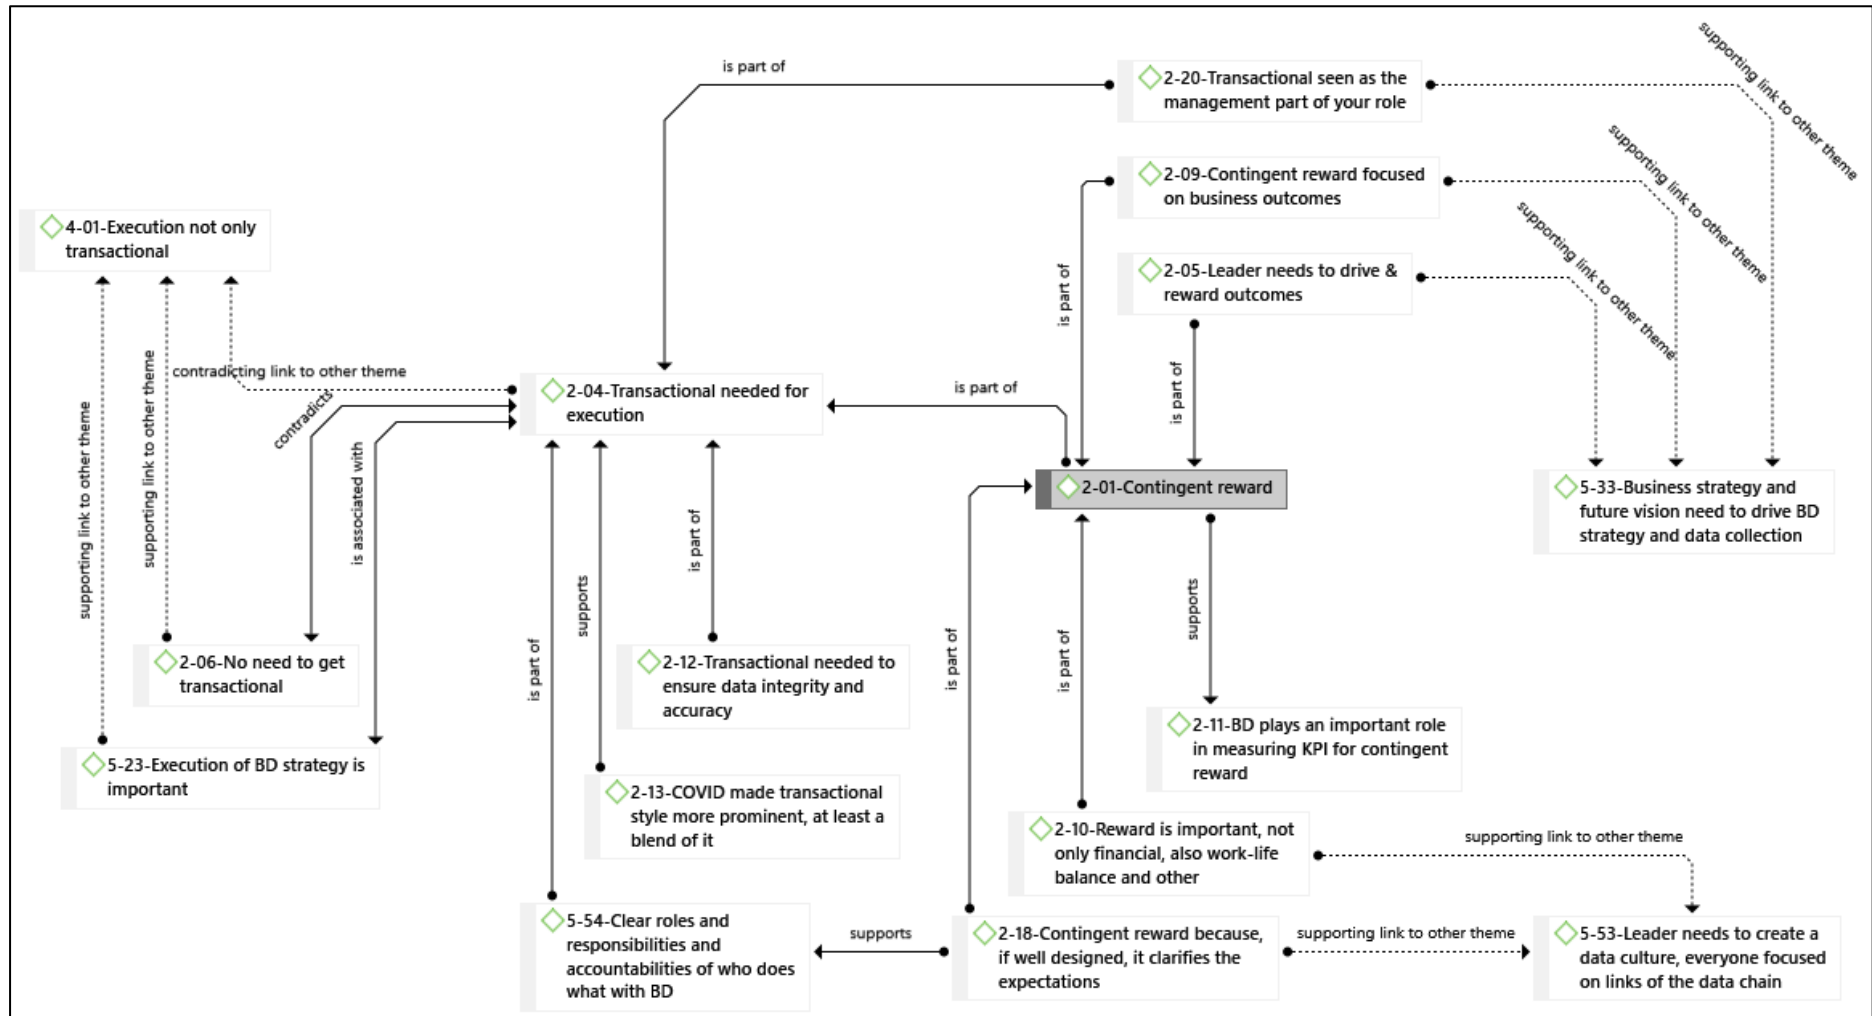 is part of
2-20-Transactional seen as the
management part of your role
supporting link to other theme
2-09-Contingent reward focused
on business outcomes
supporting link to other theme
4-01-Execution not only
transactional
is part of
2-05-Leader needs to drive &
reward outcomes
supporting link to other theme
contradicting link to other theme
2-04-Transactional needed for
execution
is part of
is part of
contradicts
supporting link to other theme
supporting link to other theme
is associated with
2-01-Contingent reward
5-33-Business strategy and
future vision need to drive BD
strategy and data collection
is part of
supports
is part of
is part of
is part of
supports
2-06-No need to get
transactional
2-12-Transactional needed to
ensure data integrity and
accuracy
2-11-BD plays an important role
in measuring KPI for contingent
reward
5-23-Execution of BD strategy is
important
2-13-COVID made transactional
style more prominent, at least a
blend of it
2-10-Reward is important, not
only financial, also work-life
balance and other
supporting link to other theme
5-54-Clear roles and
responsibilities and
accountabilities of who does
what with BD
supports
2-18-Contingent reward because,
if well designed, it clarifies the
expectations
supporting link to other theme
5-53-Leader needs to create a
data culture, everyone focused
on links of the data chain